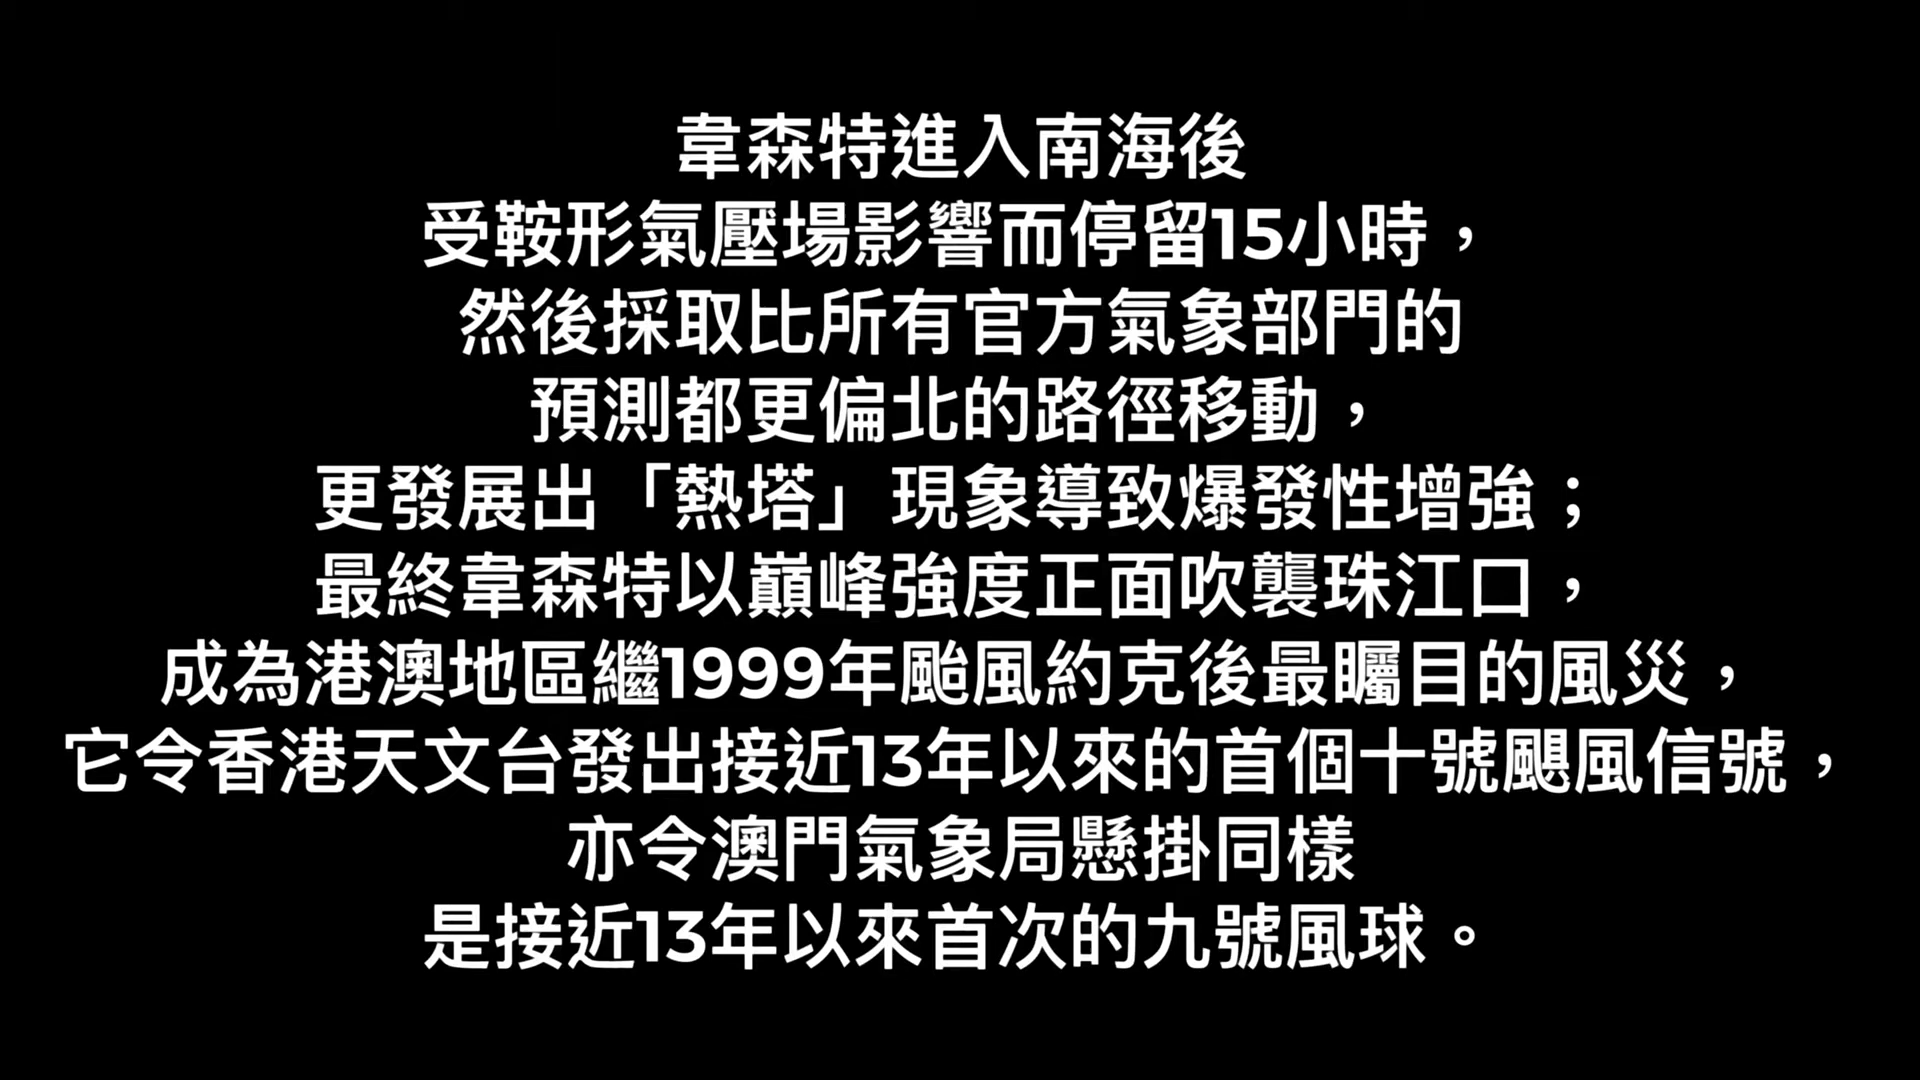 韋森特進入南海後
受鞍形氣壓場影響而停留15小時，
然後採取比所有官方氣象部門的
預測都更偏北的路徑移動，
更發展出「熱塔」現象導致爆發性增強；
最終韋森特以巔峰強度正面吹襲珠江口，
成為港澳地區繼1999年颱風約克後最矚目的風災，
它令香港天文台發出接近13年以來的首個十號颶風信號，
亦令澳門氣象局懸掛同樣
是接近13年以來首次的九號風球。